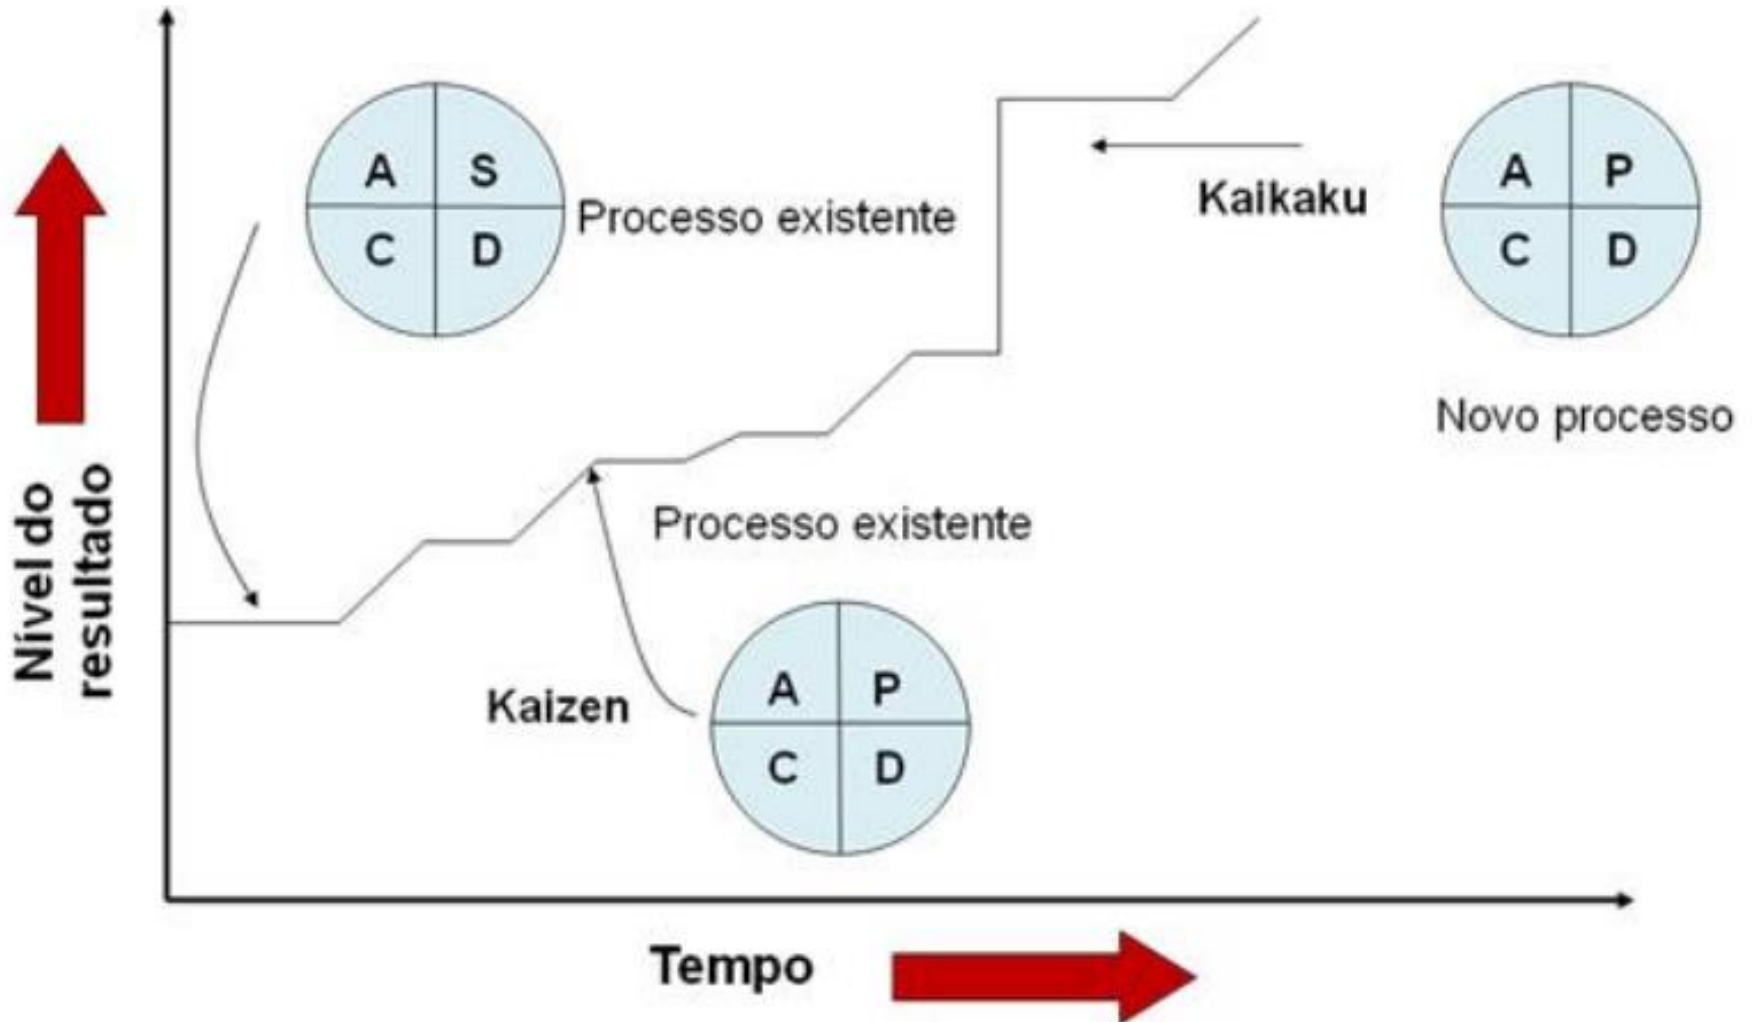 A S
C D
Processo existente
Kaikaku
A P
C D
Novo processo
Nível do
resultado
Processo existente
Kaizen
A P
C D
Tempo